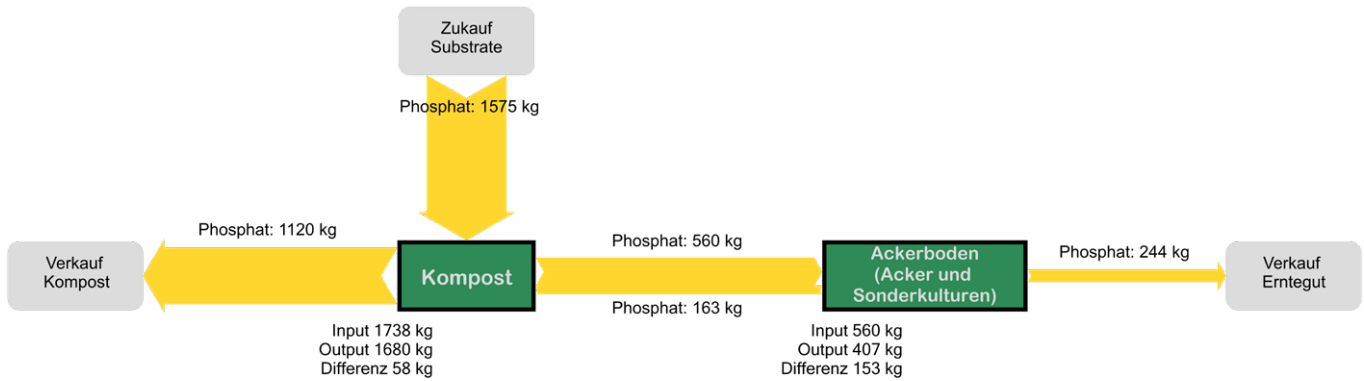 Zukauf
Substrate
Phosphat: 1575 kg
Phosphat: 1120 kg
Verkauf
Kompost
Kompost
Phosphat: 560 kg
Phosphat: 163 kg
Ackerboden
(Acker und
Sonderkulturen)
Phosphat: 244 kg
Verkauf
Erntegut
Input 1738 kg
Output 1680 kg
Differenz 58 kg
Input 560 kg
Output 407 kg
Differenz 153 kg